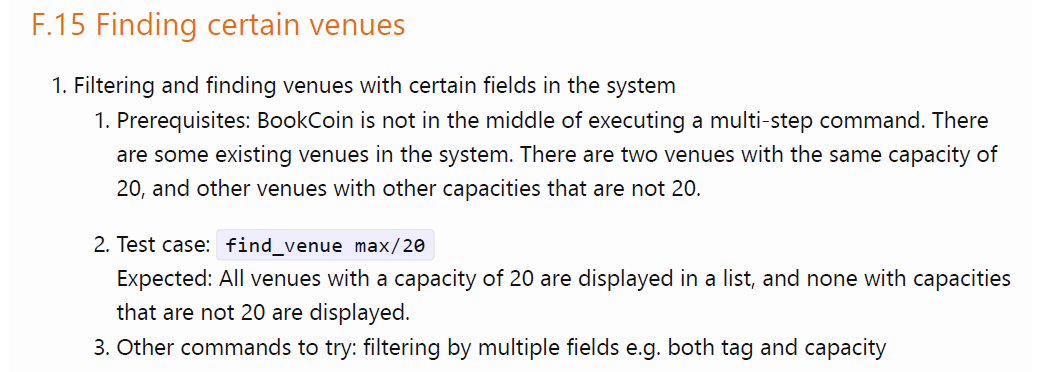 F.15 Finding certain venues
1. Filtering and finding venues with certain fields in the system
1. Prerequisites: BookCoin is not in the middle of executing a multi-step command. There
are some existing venues in the system. There are two venues with the same capacity of
20, and other venues with other capacities that are not 20.
2. Test case: find_venue max/20
Expected: All venues with a capacity of 20 are displayed in a list, and none with capacities
that are not 20 are displayed.
3. Other commands to try: filtering by multiple fields e.g. both tag and capacity